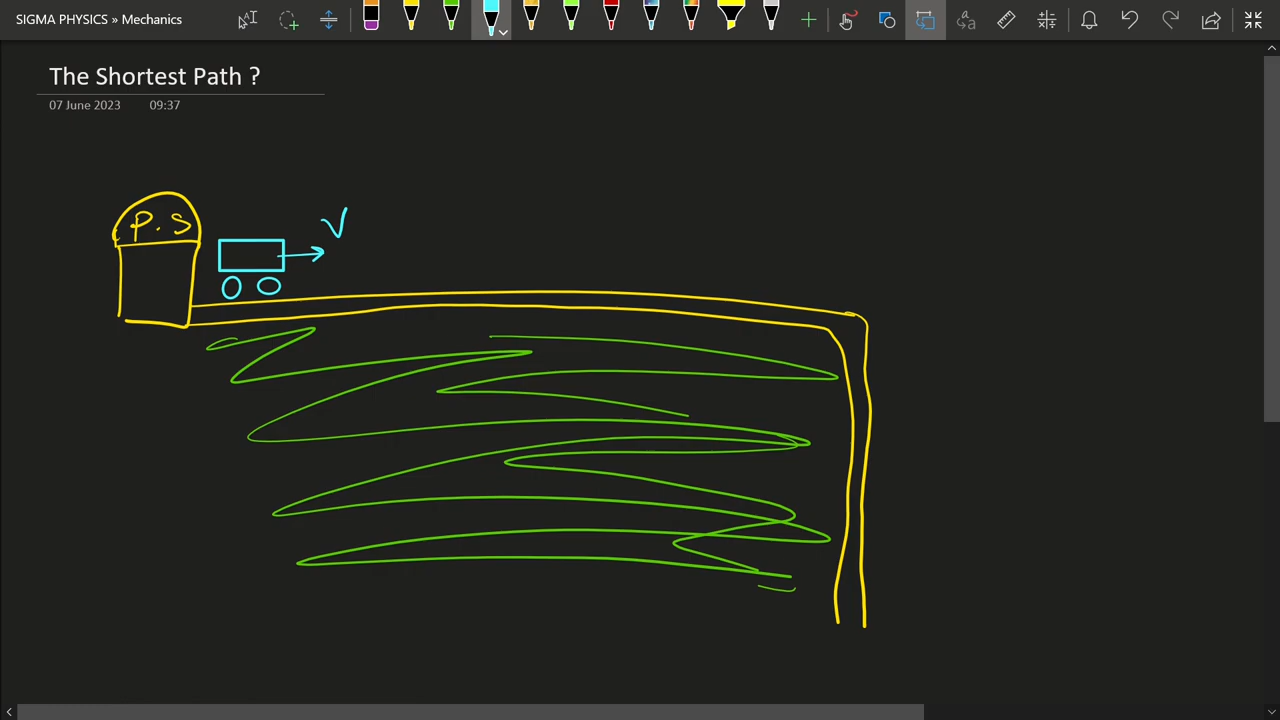 SIGMA PHYSICS » Mechanics
The Shortest Path ?
07 June 2023 09:37
P.S
V